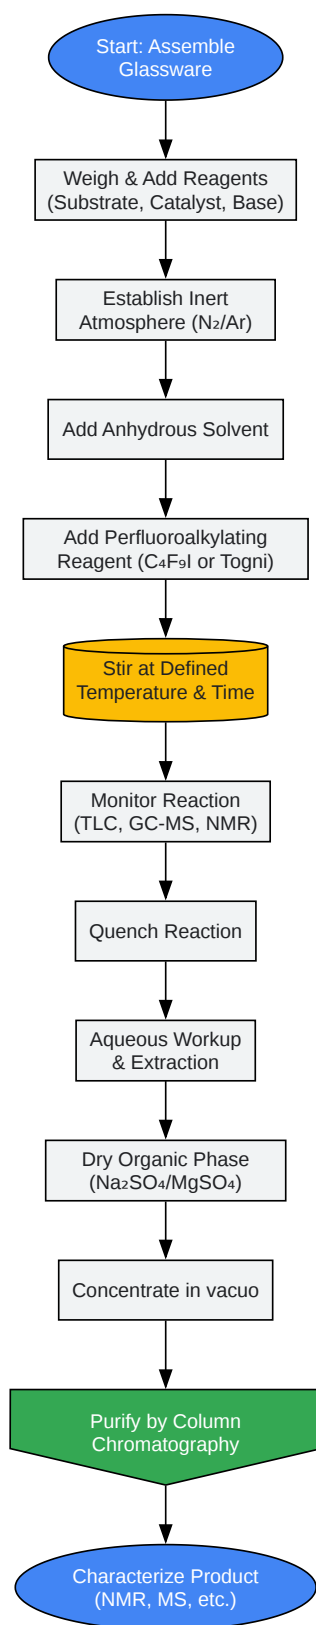 Start: Assemble
Glassware
Weigh & Add Reagents
(Substrate, Catalyst, Base)
Establish Inert
Atmosphere (N₂/Ar)
Add Anhydrous Solvent
Add Perfluoroalkylating
Reagent (C₄F₉I or Togni)
Stir at Defined
Temperature & Time
Monitor Reaction
(TLC, GC-MS, NMR)
Quench Reaction
Aqueous Workup
& Extraction
Dry Organic Phase
(Na₂SO₄/MgSO₄)
Concentrate in vacuo
Purify by Column
Chromatography
Characterize Product
(NMR, MS, etc.)